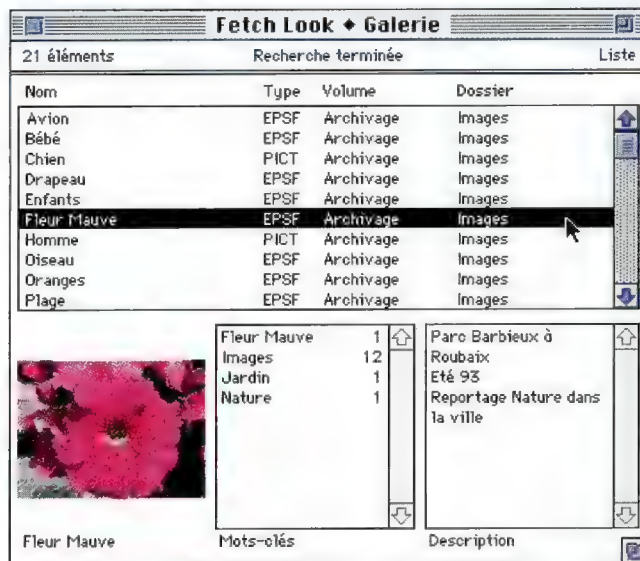 Fetch Look ♦ Galerie
21 éléments Recherche terminée Liste
Nom Type Volume Dossier
Avion EPSF Archivage Images
Bébé EPSF Archivage Images
Chien PICT Archivage Images
Drapeau EPSF Archivage Images
Enfants EPSF Archivage Images
Fleur Mauve EPSF Archivage Images
Homme PICT Archivage Images
Oiseau EPSF Archivage Images
Oranges EPSF Archivage Images
Plage EPSF Archivage Images
Fleur Mauve 1
Images 12
Jardin 1
Nature 1
Parc Barbieux à
Roubaix
Eté 93
Reportage Nature dans
la ville
Fleur Mauve Mots-clés Description